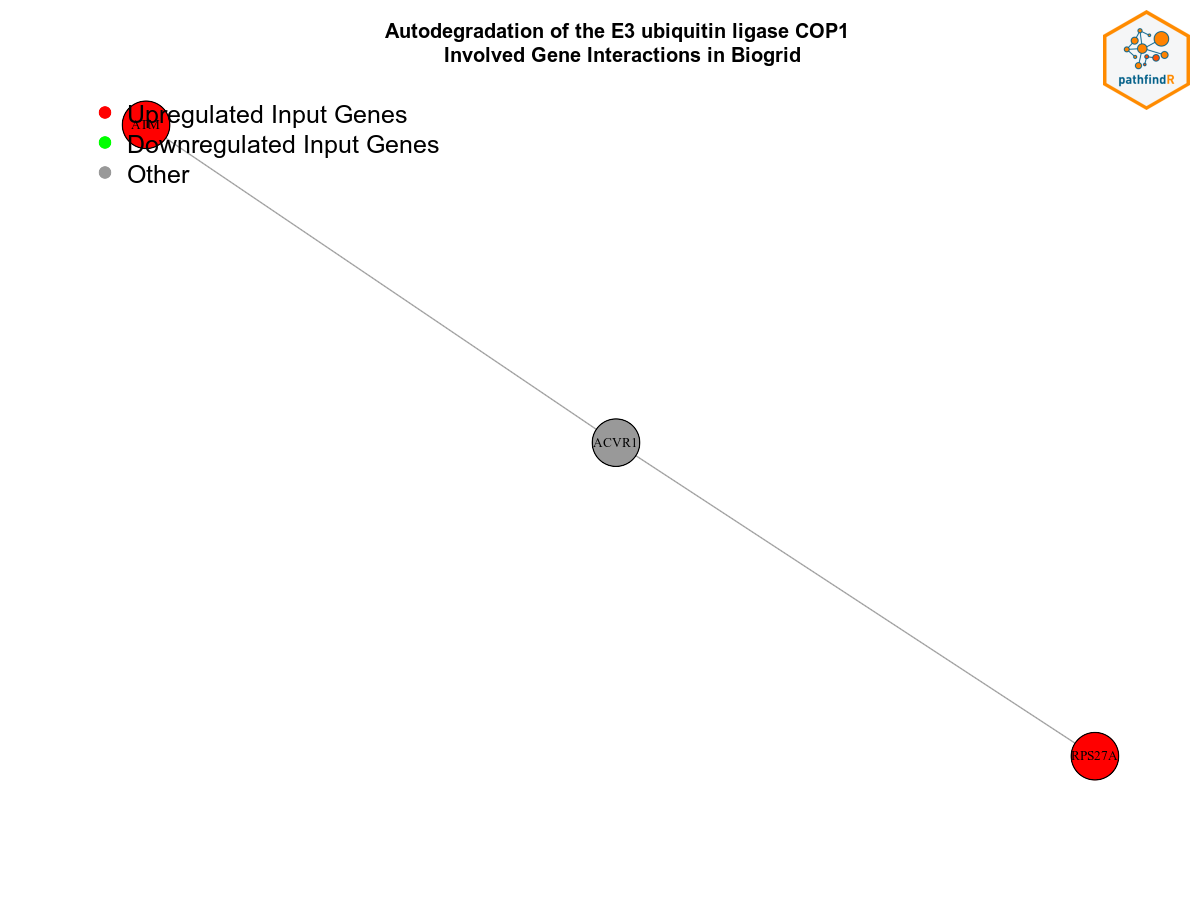 Autodegradation of the E3 ubiquitin ligase COP1
Involved Gene Interactions in Biogrid
pathfindR
Upregulated Input Genes
ATM
Downregulated Input Genes
Other
ACVR1
RPS27A